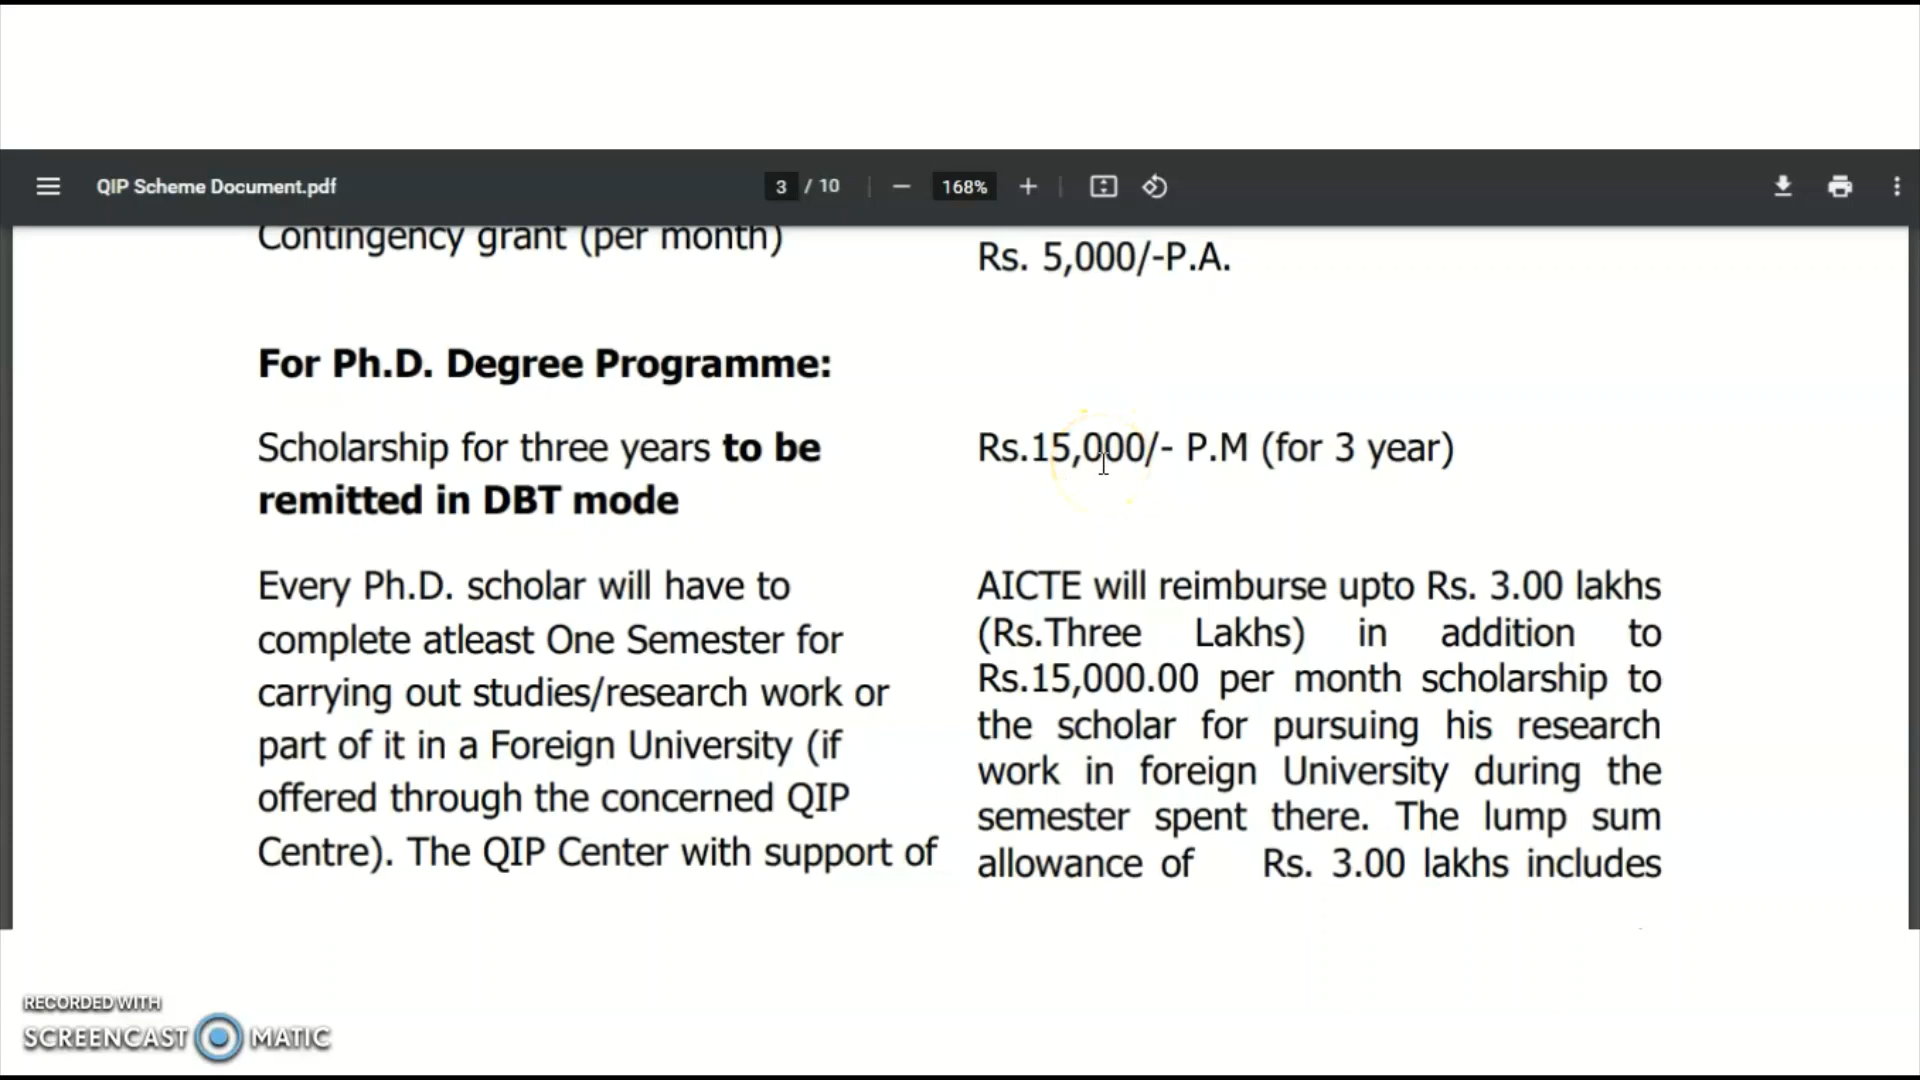 QIP Scheme Document.pdf
3 / 10
168%
Contingency grant (per month)
Rs. 5,000/-P.A.
For Ph.D. Degree Programme:
Scholarship for three years to be
remitted in DBT mode
Rs.15,000/- P.M (for 3 year)
Every Ph.D. scholar will have to
complete atleast One Semester for
carrying out studies/research work or
part of it in a Foreign University (if
offered through the concerned QIP
Centre). The QIP Center with support of
AICTE will reimburse upto Rs. 3.00 lakhs
(Rs.Three Lakhs) in addition to
Rs.15,000.00 per month scholarship to
the scholar for pursuing his research
work in foreign University during the
semester spent there. The lump sum
allowance of Rs. 3.00 lakhs includes
RECORDED WITH
SCREENCAST MATIC